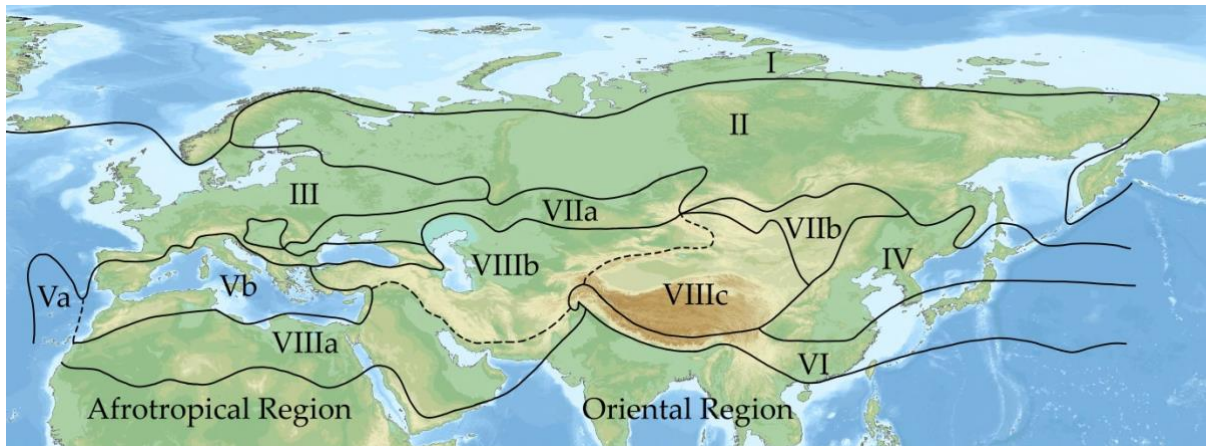 I
II
III
VIIa
VIIb
IV
VIIIb
Va
Vb
VIIIc
VIIIa
VI
Afrotropical Region
Oriental Region